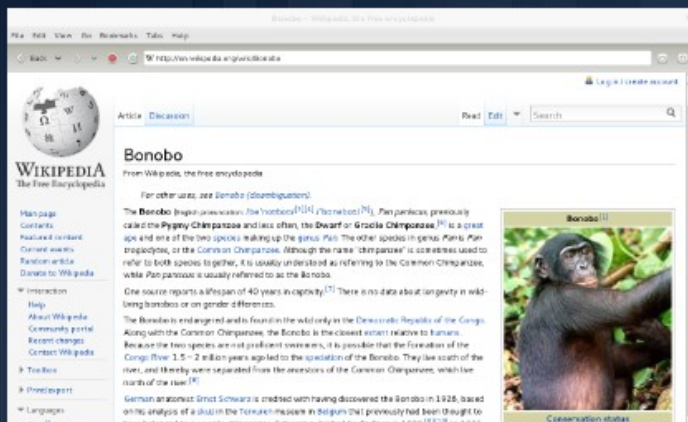 Bonobo – Wikipedia, the free encyclopedia
File Edit View Go Bookmarks Tabs Help
Back
W http://en.wikipedia.org/wiki/Bonobo
Log in / create account
Article Discussion
Read Edit
Search
WIKIPEDIA
The Free Encyclopedia
Main page
Contents
Featured content
Current events
Random article
Donate to Wikipedia
Interaction
Help
About Wikipedia
Community portal
Recent changes
Contact Wikipedia
Toolbox
Print/export
Languages
Bonobo
From Wikipedia, the free encyclopedia
For other uses, see Bonobo (disambiguation).
The Bonobo (English pronunciation: Pan paniscus, previously
called the Pygmy Chimpanzee and less often, the Dwarf or Gracile Chimpanzee,[6] is a great
ape and one of the two species making up the genus Pan. The other species in genus Pan is Pan
troglodytes, or the Common Chimpanzee. Although the name "chimpanzee" is sometimes used to
refer to both species together, it is usually understood as referring to the Common Chimpanzee,
while Pan paniscus is usually referred to as the Bonobo.
One source reports a lifespan of 40 years in captivity.[7] There is no data about longevity in wild-
living bonobos or on gender differences.
The Bonobo is endangered and is found in the wild only in the Democratic Republic of the Congo.
Along with the Common Chimpanzee, the Bonobo is the closest extant relative to humans.
Because the two species are not proficient swimmers, it is possible that the formation of the
Congo River 1.5 – 2 million years ago led to the speciation of the Bonobo. They live south of the
river, and thereby were separated from the ancestors of the Common Chimpanzee, which live
north of the river.[8]
German anatomist Ernst Schwarz is credited with having discovered the Bonobo in 1928, based
on his analysis of a skull in the Tervuren museum in Belgium that previously had been thought to
Bonobo[1]
Conservation status